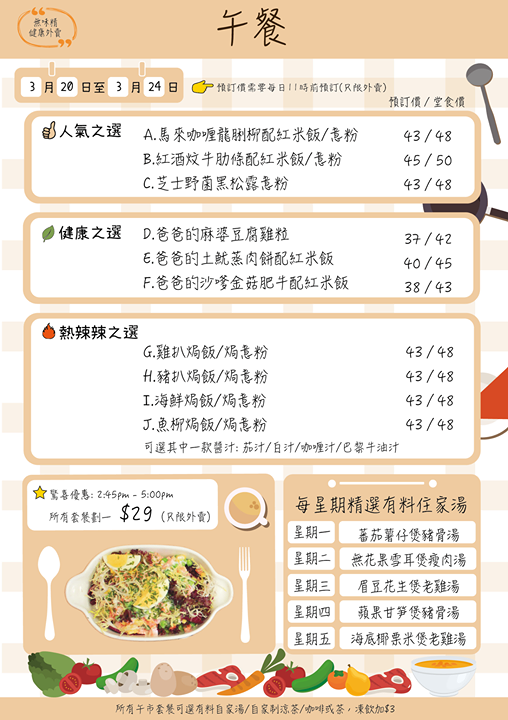 無味精
健康外賣
午餐
3 月 20 日至 3 月 24 日
預訂價需零每日11時前預訂(只限外賣)
預訂價 / 堂食價
人氣之選
A.馬來咖喱龍脷柳配紅米飯/意粉 43 / 48
B.紅酒炆牛肋條配紅米飯/意粉 45 / 50
C.芝士野菌黑松露意粉 43 / 48
健康之選
D.爸爸的麻婆豆腐雞粒 37 / 42
E.爸爸的土魷蒸肉餅配紅米飯 40 / 45
F.爸爸的沙嗲金菇肥牛配紅米飯 38 / 43
熱辣辣之選
G.雞扒焗飯/焗意粉 43 / 48
H.豬扒焗飯/焗意粉 43 / 48
I.海鮮焗飯/焗意粉 43 / 48
J.魚柳焗飯/焗意粉 43 / 48
可選其中一款醬汁: 茄汁/白汁/咖喱汁/巴黎牛油汁
驚喜優惠: 2:45pm - 5:00pm
所有套餐劃一 $29 (只限外賣)
每星期精選有料住家湯
星期一 蕃茄薯仔煲豬骨湯
星期二 無花果雪耳煲瘦肉湯
星期三 眉豆花生煲老雞湯
星期四 蘋果甘筍煲豬骨湯
星期五 海底椰粟米煲老雞湯
所有午市套餐可選有料自家湯/自家制涼茶/咖啡或茶，凍飲加$3